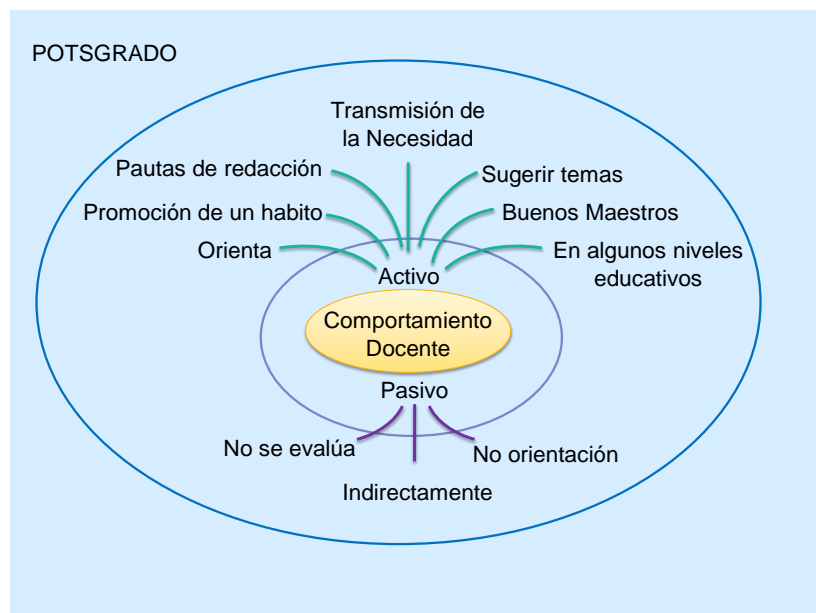 POTSGRADO
Transmisión de
la Necesidad
Pautas de redacción
Sugerir temas
Promoción de un habito
Buenos Maestros
Orienta
En algunos niveles
educativos
Activo
Comportamiento
Docente
Pasivo
No se evalúa
No orientación
Indirectamente